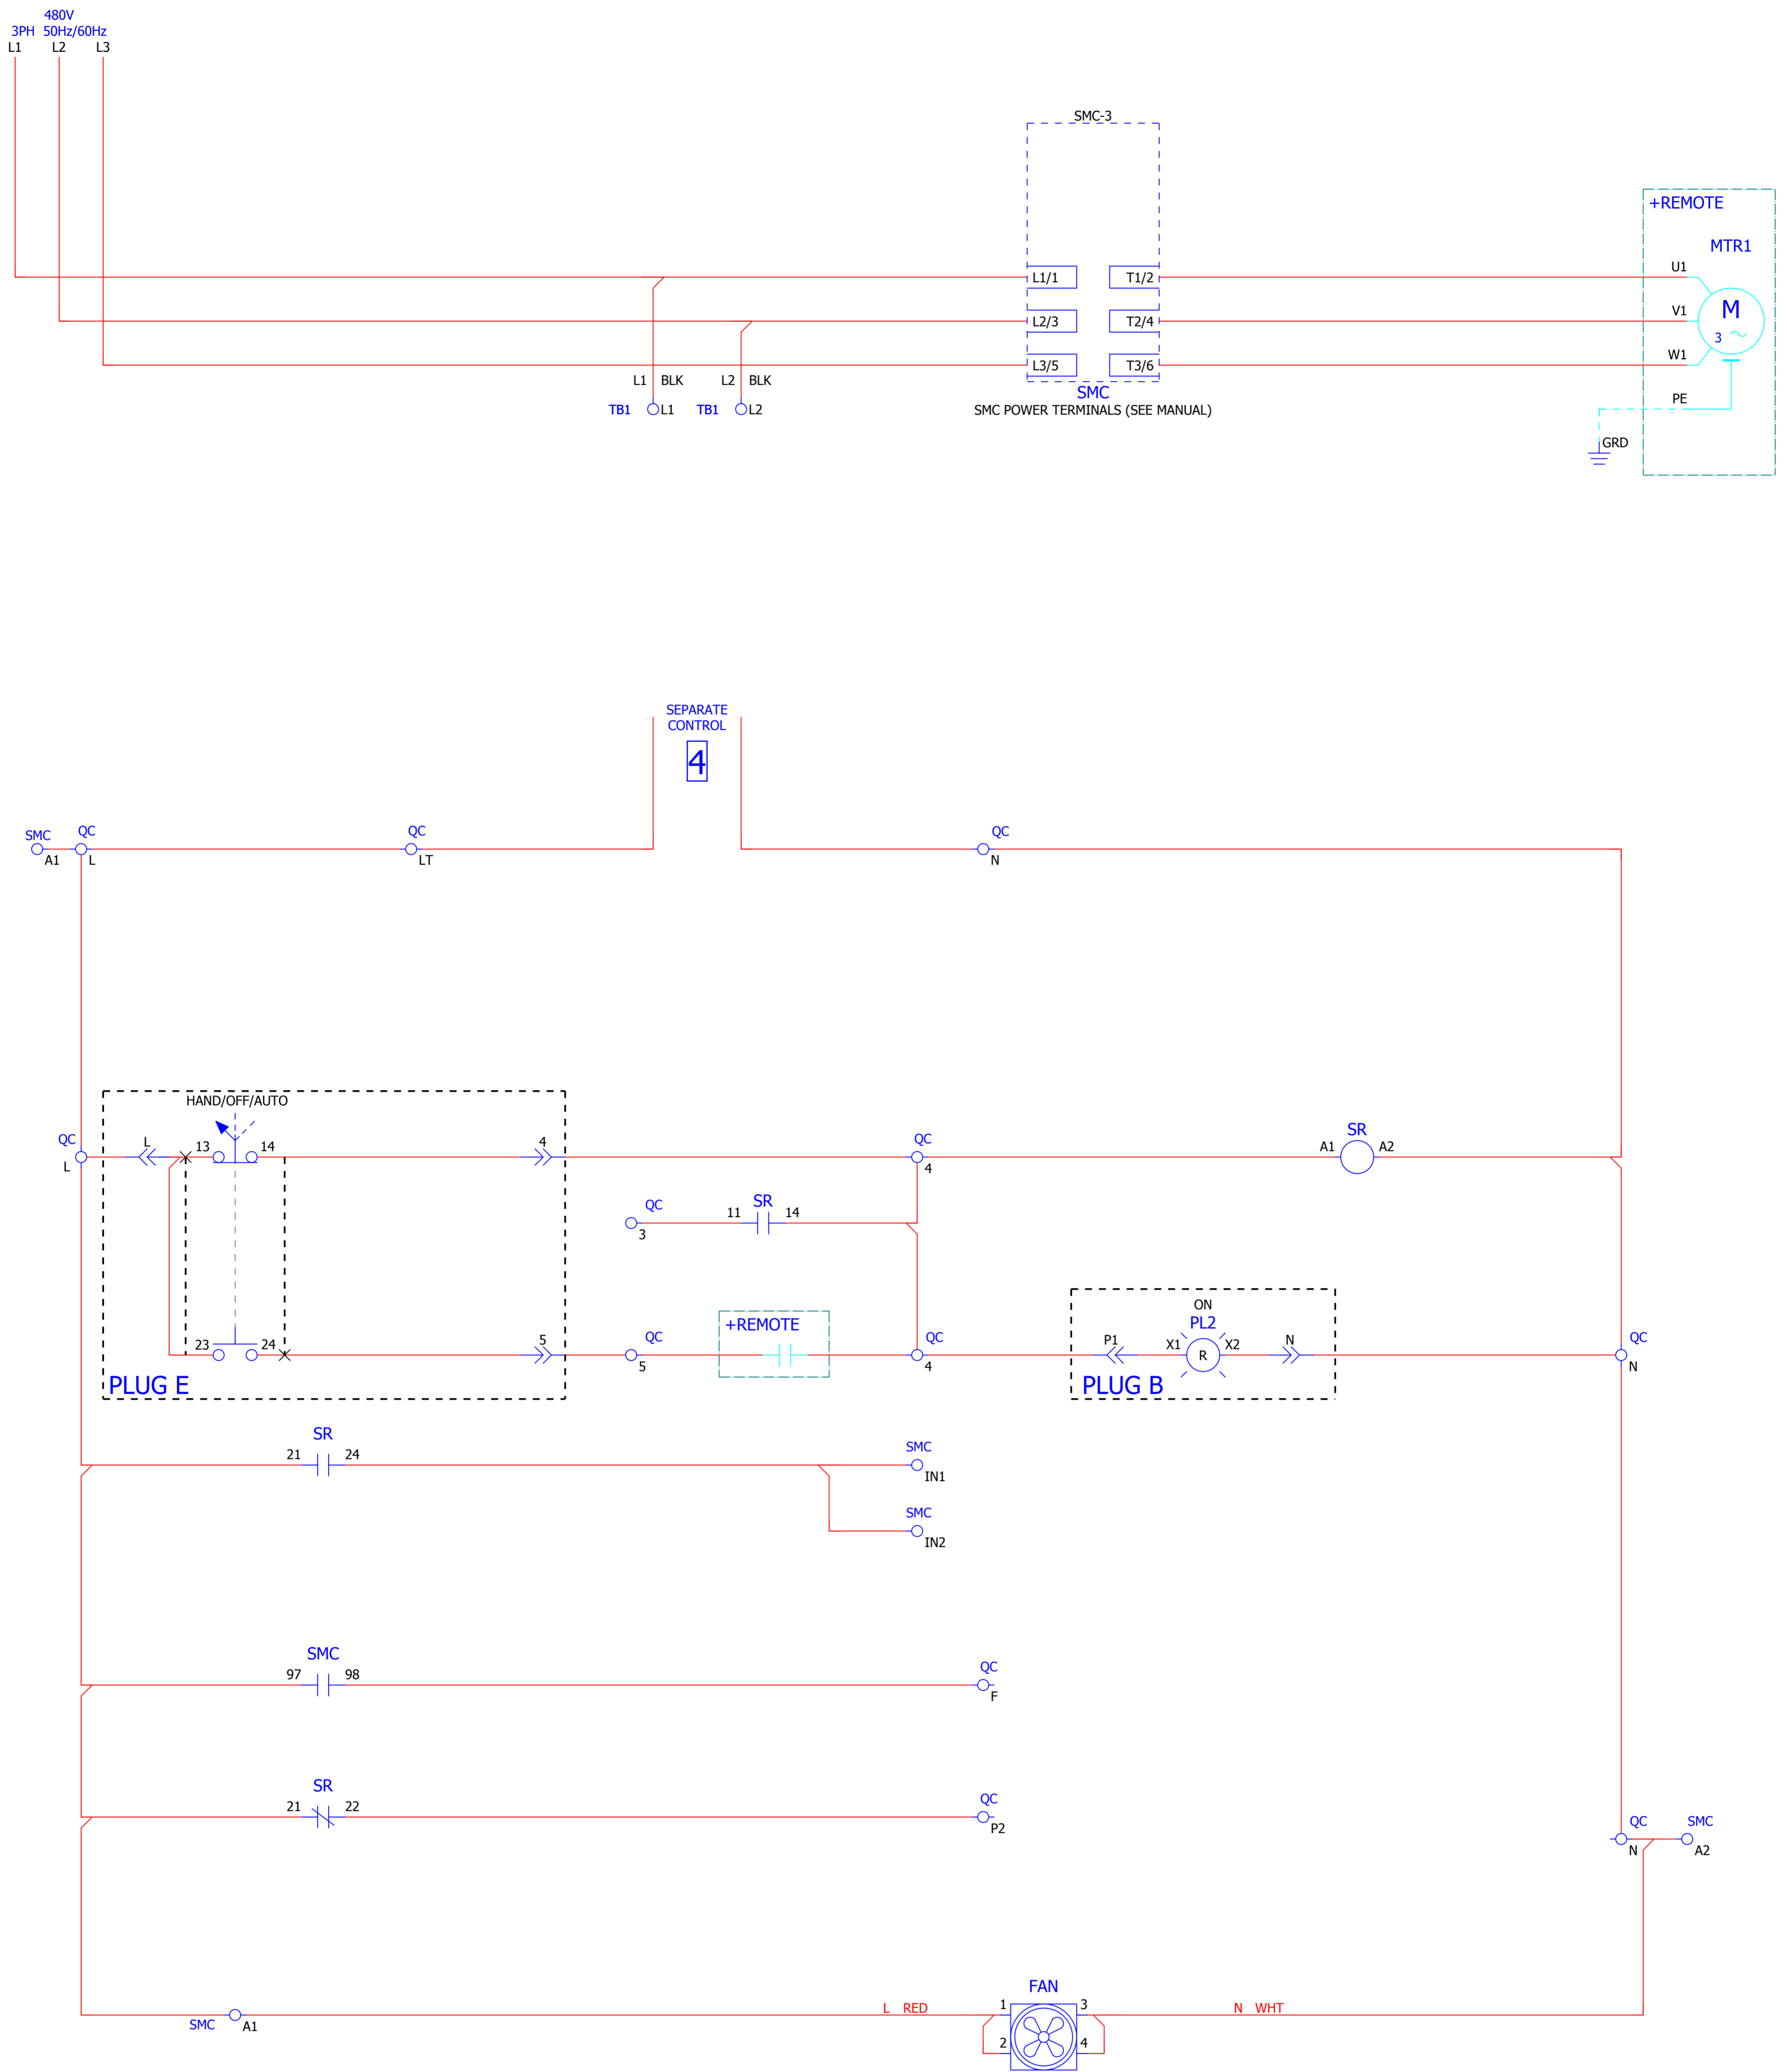 480V
3PH 50Hz/60Hz
L1 L2 L3
SMC-3
+REMOTE
MTR1
L1/1 T1/2 U1
L2/3 T2/4 V1
M
3
L3/5 T3/6 W1
L1 BLK L2 BLK
SMC
PE
TB1 L1 TB1 L2
SMC POWER TERMINALS (SEE MANUAL)
GRD
SEPARATE
CONTROL
4
SMC QC QC QC
A1 L LT N
HAND/OFF/AUTO
QC L 13 14 4 QC SR
A1 A2
L 4
QC SR
11 14
3
ON
+REMOTE PL2
23 24 5 QC QC P1 X1 X2 N QC
R
5 4 N
PLUG E PLUG B
SR SMC
21 24
IN1
SMC
IN2
SMC QC
97 98
F
SR QC
21 22
P2
QC SMC
N A2
FAN
L RED 1 3 N WHT
SMC A1
2 4